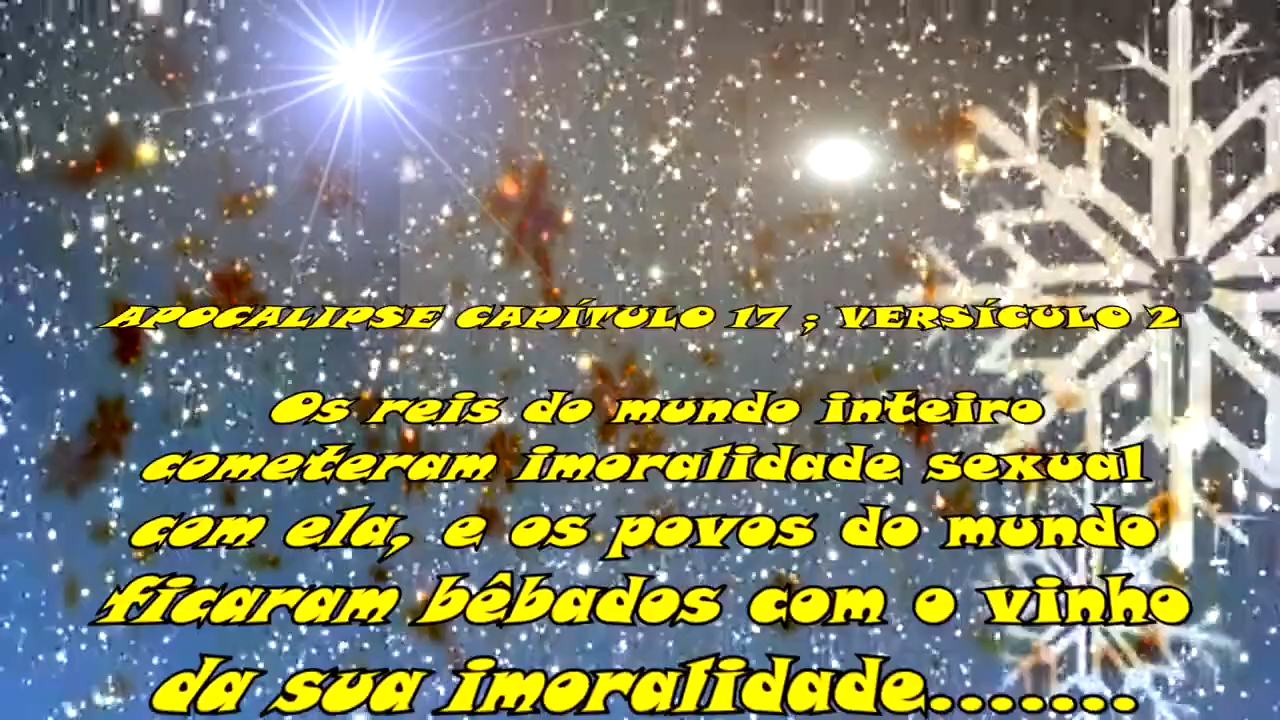 APOCALIPSE CAPÍTULO 17 ; VERSÍCULO 2
Os reis do mundo inteiro
cometeram imoralidade sexual
com ela, e os povos do mundo
ficaram bêbados com o vinho
da sua imoralidade.......